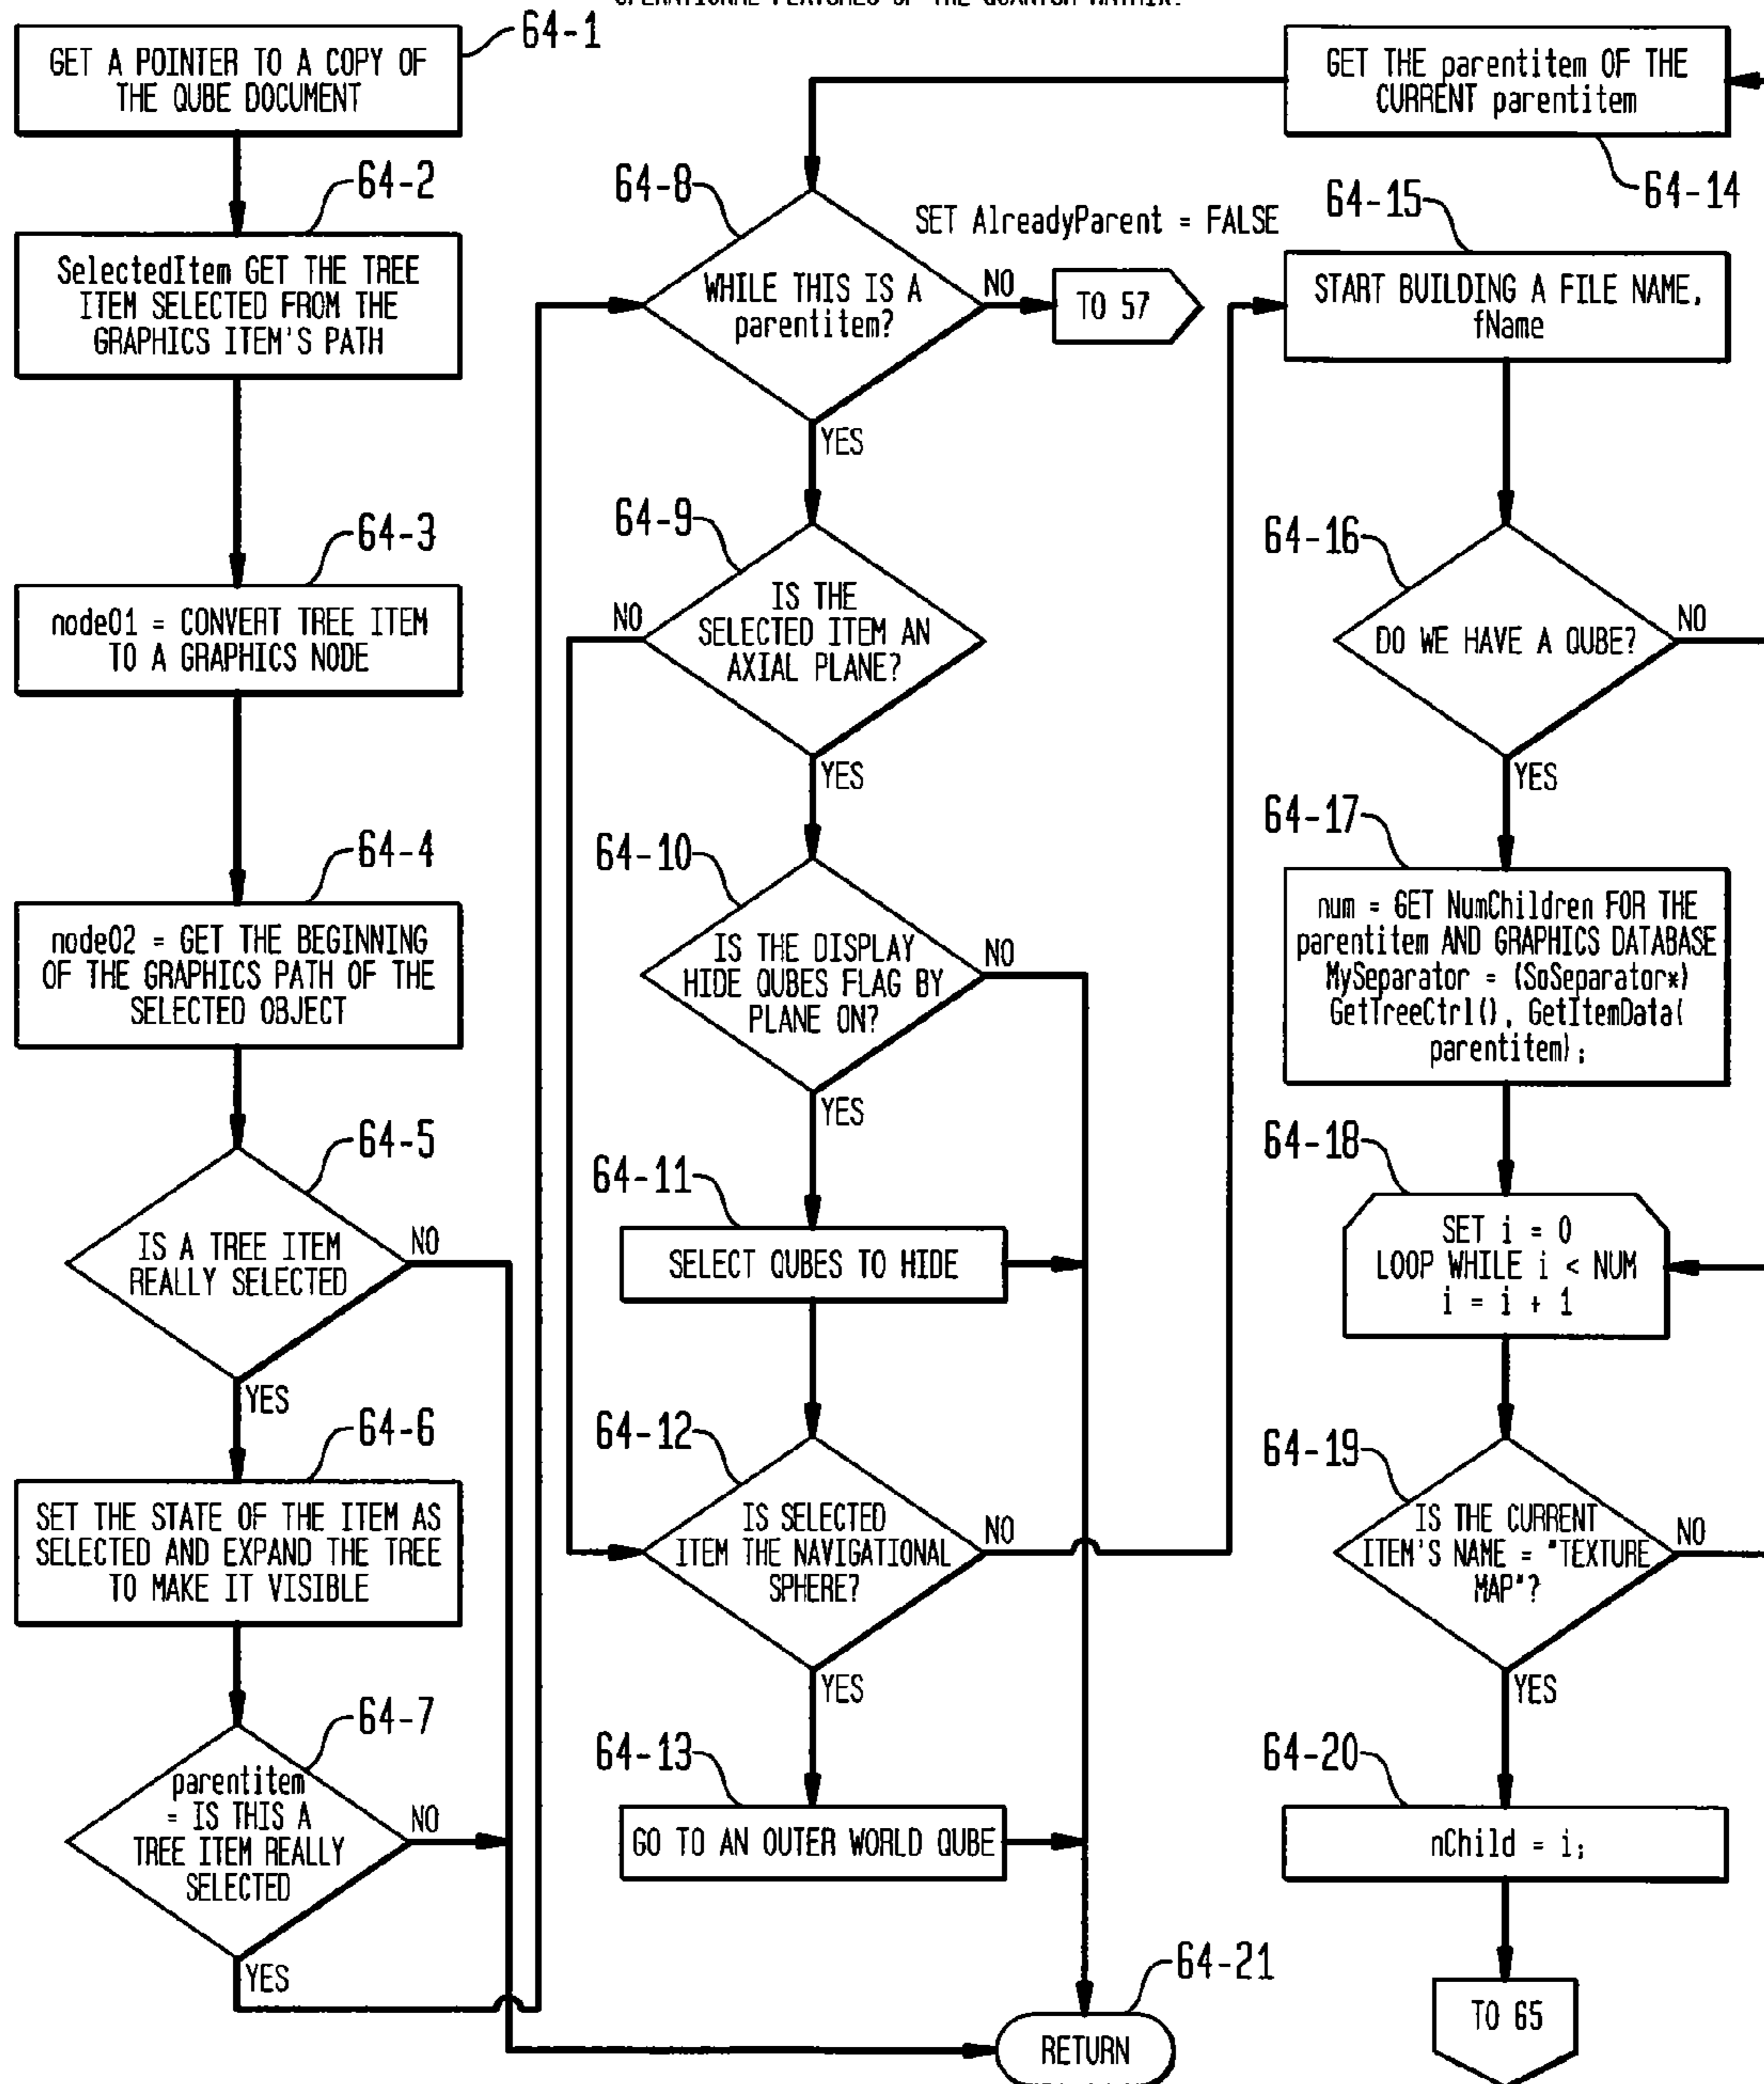 OPERATIONAL FEATURES OF THE QUANTUM MATRIX.
64-1
GET A POINTER TO A COPY OF
THE QUBE DOCUMENT
64-2
SelectedItem GET THE TREE
ITEM SELECTED FROM THE
GRAPHICS ITEM'S PATH
64-3
node01 = CONVERT TREE ITEM
TO A GRAPHICS NODE
64-4
node02 = GET THE BEGINNING
OF THE GRAPHICS PATH OF THE
SELECTED OBJECT
64-5
IS A TREE ITEM
REALLY SELECTED
NO
YES
64-6
SET THE STATE OF THE ITEM AS
SELECTED AND EXPAND THE TREE
TO MAKE IT VISIBLE
64-7
parentitem
= IS THIS A
TREE ITEM REALLY
SELECTED
NO
YES
64-8
SET AlreadyParent = FALSE
WHILE THIS IS A
parentitem?
NO
TO 57
YES
64-9
IS THE
SELECTED ITEM AN
AXIAL PLANE?
NO
YES
64-10
IS THE DISPLAY
HIDE QUBES FLAG BY
PLANE ON?
NO
YES
64-11
SELECT QUBES TO HIDE
64-12
IS SELECTED
ITEM THE NAVIGATIONAL
SPHERE?
NO
YES
64-13
GO TO AN OUTER WORLD QUBE
64-21
RETURN
GET THE parentitem OF THE
CURRENT parentitem
64-14
64-15
START BUILDING A FILE NAME,
fName
64-16
DO WE HAVE A QUBE?
NO
YES
64-17
num = GET NumChildren FOR THE
parentitem AND GRAPHICS DATABASE
MySeparator = (SoSeparator*)
GetTreeCtrl(), GetItemData(
parentitem);
64-18
SET i = 0
LOOP WHILE i < NUM
i = i + 1
64-19
IS THE CURRENT
ITEM'S NAME = "TEXTURE
MAP"?
NO
YES
64-20
nChild = i;
TO 65